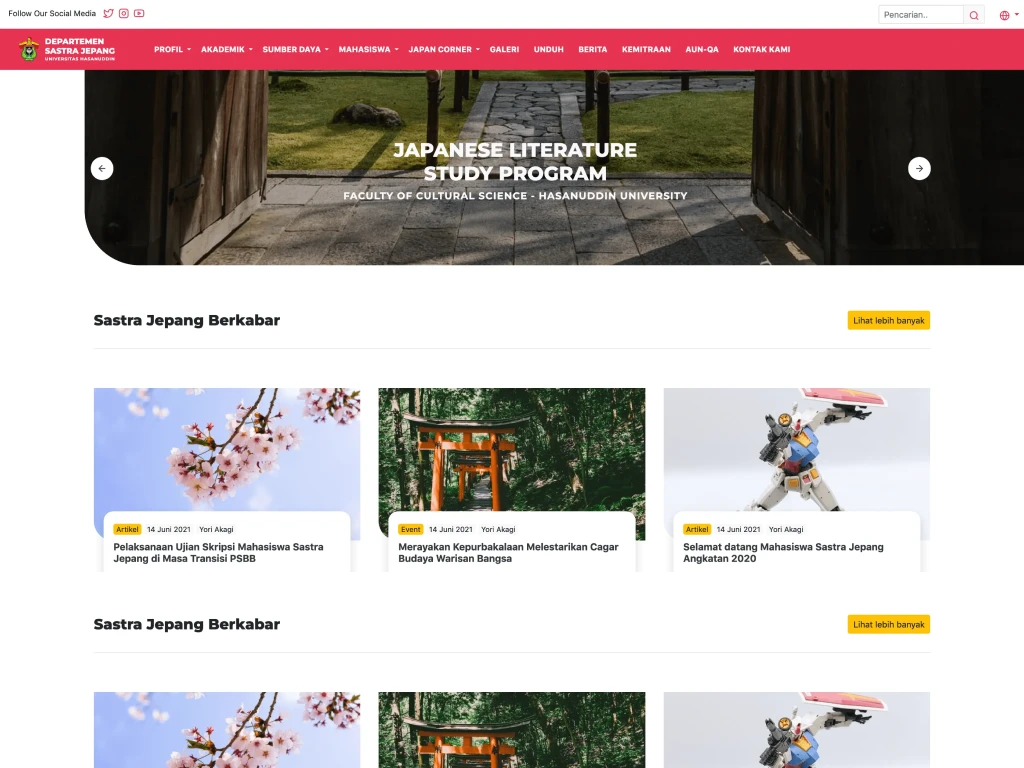 Follow Our Social Media
Pencarian..
DEPARTEMEN
SASTRA JEPANG
UNIVERSITAS HASANUDDIN
PROFIL AKADEMIK SUMBER DAYA MAHASISWA JAPAN CORNER GALERI UNDUH BERITA KEMITRAAN AUN-QA KONTAK KAMI
JAPANESE LITERATURE
STUDY PROGRAM
FACULTY OF CULTURAL SCIENCE - HASANUDDIN UNIVERSITY
Sastra Jepang Berkabar
Lihat lebih banyak
Artikel 14 Juni 2021 Yori Akagi
Pelaksanaan Ujian Skripsi Mahasiswa Sastra
Jepang di Masa Transisi PSBB
Event 14 Juni 2021 Yori Akagi
Merayakan Kepurbakalaan Melestarikan Cagar
Budaya Warisan Bangsa
Artikel 14 Juni 2021 Yori Akagi
Selamat datang Mahasiswa Sastra Jepang
Angkatan 2020
Sastra Jepang Berkabar
Lihat lebih banyak